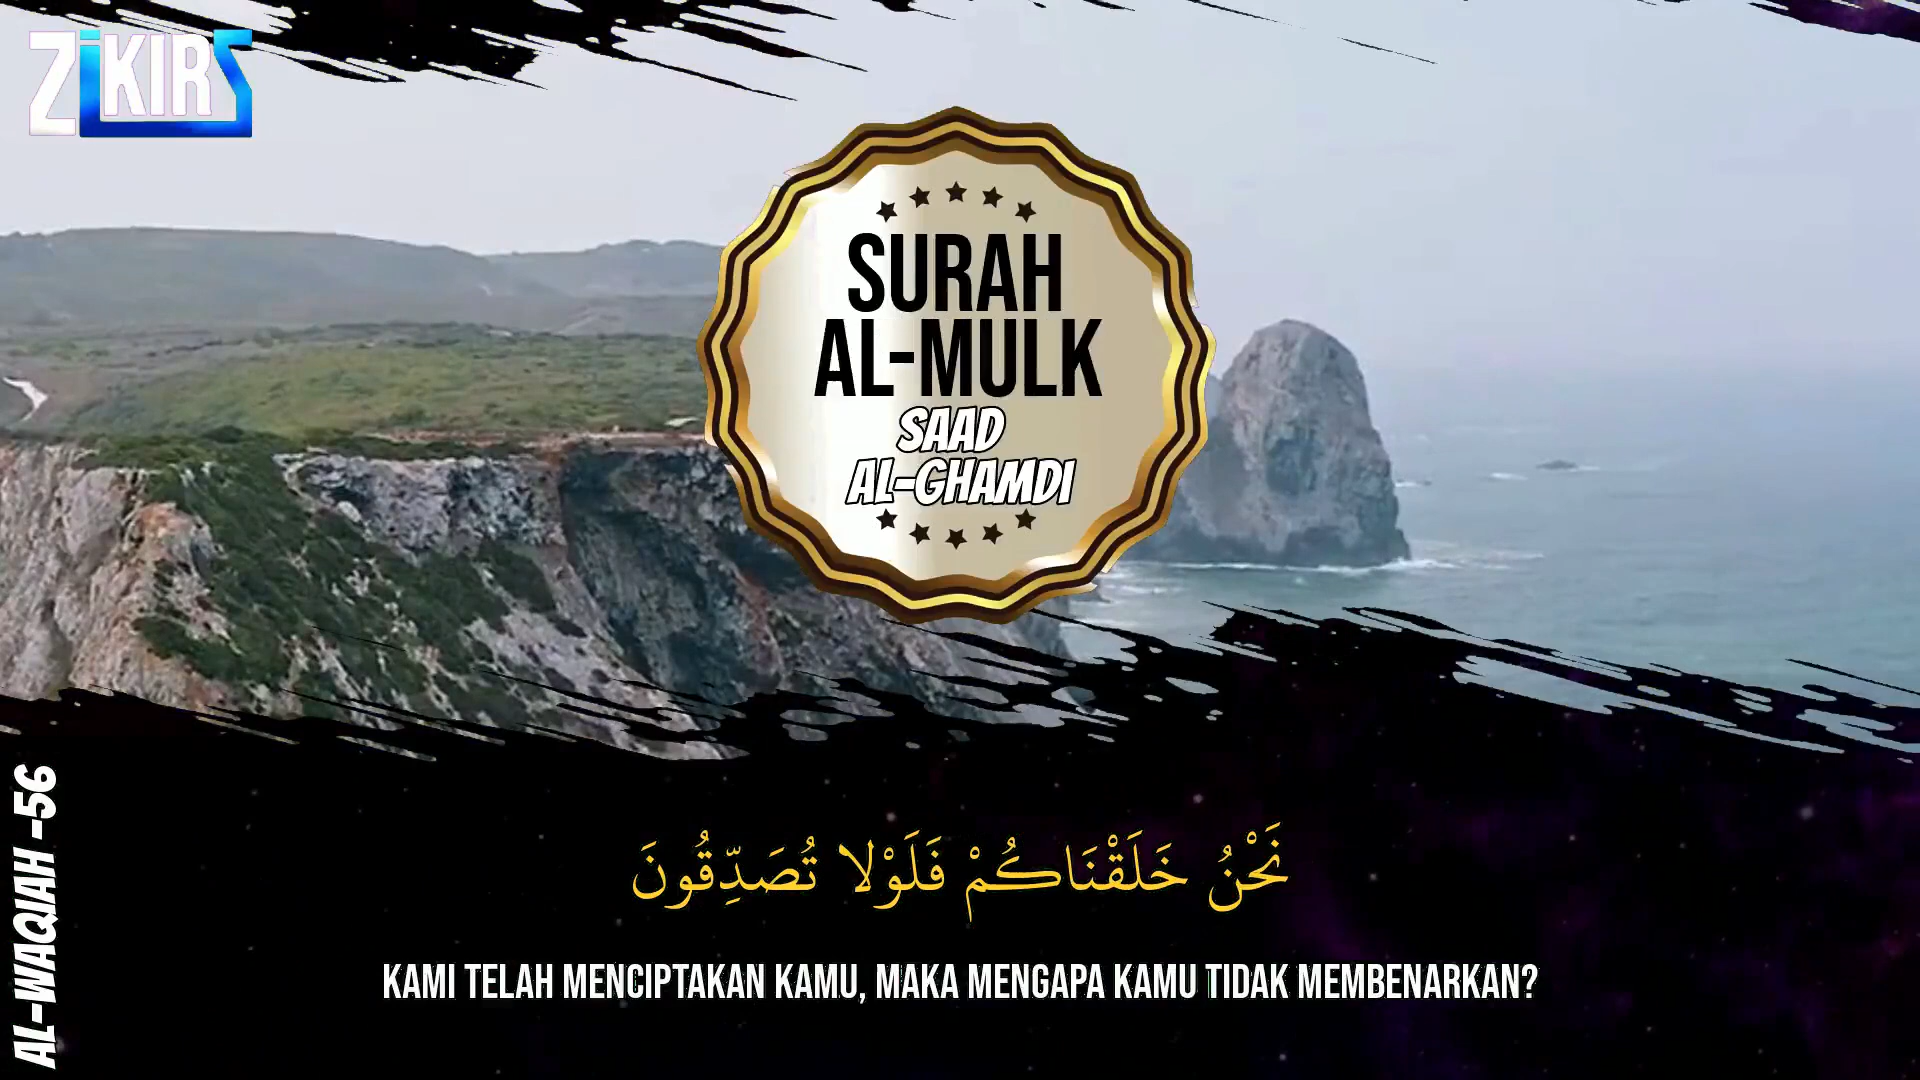 ZiKIRS
SURAH
AL-MULK
SAAD
AL-GHAMDI
AL-WAQIAH -56
نَحْنُ خَلَقْنَاكُمْ فَلَوْلا تُصَدِّقُونَ
KAMI TELAH MENCIPTAKAN KAMU, MAKA MENGAPA KAMU TIDAK MEMBENARKAN?